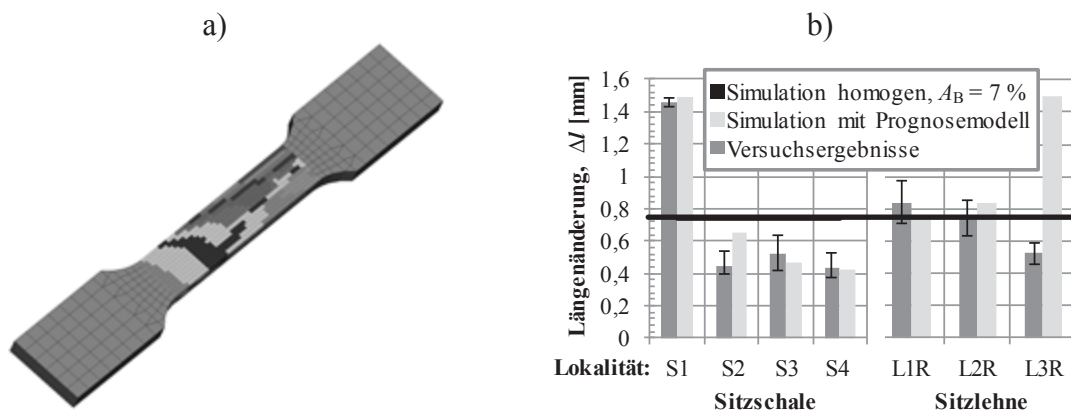 a)
b)
Längenänderung, Δl [mm]
1,6
1,4
1,2
1
0,8
0,6
0,4
0,2
0
Simulation homogen, A_B = 7 %
Simulation mit Prognosemodell
Versuchsergebnisse
Lokalität: S1 S2 S3 S4 L1R L2R L3R
Sitzschale Sitzlehne